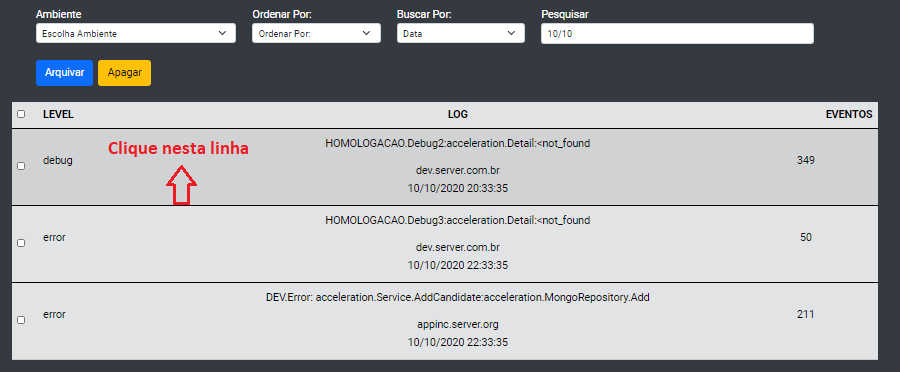 Ambiente Ordenar Por: Buscar Por: Pesquisar
Escolha Ambiente Ordenar Por: Data 10/10
Arquivar Apagar
LEVEL LOG EVENTOS
HOMOLOGACAO.Debug2:acceleration.Detail:<not_found
Clique nesta linha
debug 349
dev.server.com.br
10/10/2020 20:33:35
HOMOLOGACAO.Debug3:acceleration.Detail:<not_found
error 50
dev.server.com.br
10/10/2020 22:33:35
DEV.Error: acceleration.Service.AddCandidate:acceleration.MongoRepository.Add
error 211
appinc.server.org
10/10/2020 22:33:35